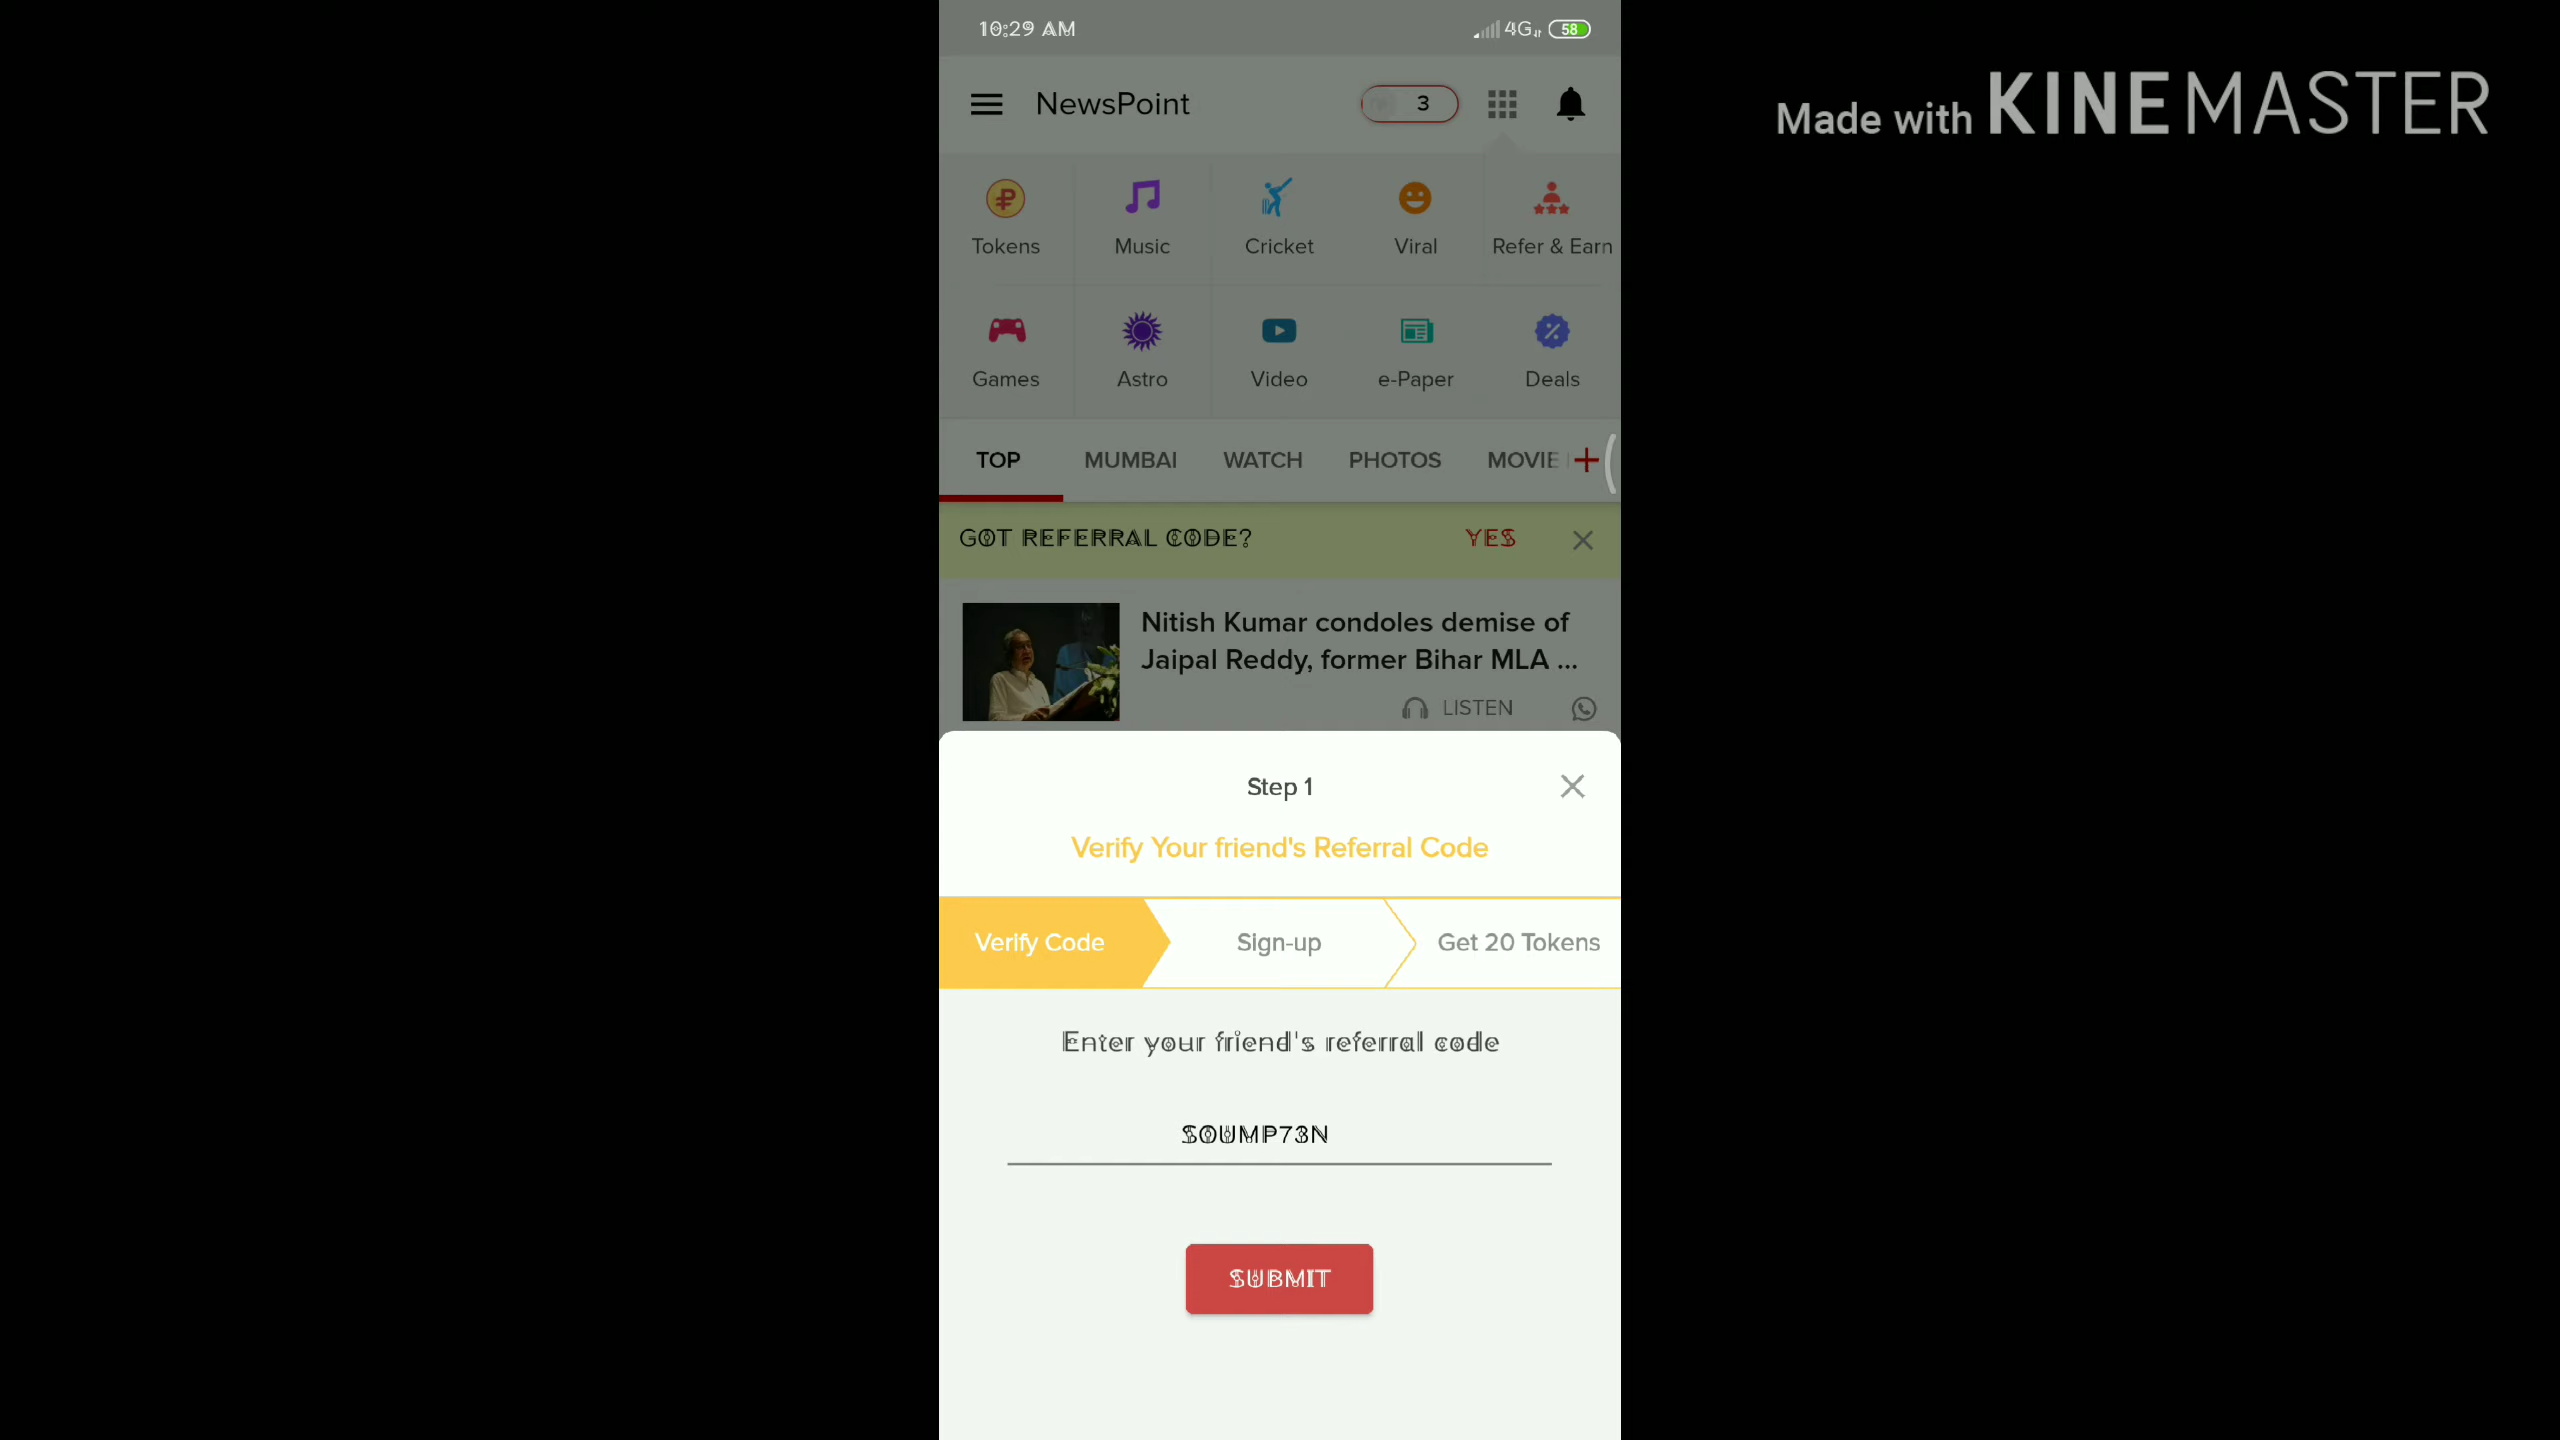 10:29 AM
4G 58
Made with KINEMASTER
NewsPoint
3
Tokens Music Cricket Viral Refer & Earn
Games Astro Video e-Paper Deals
TOP MUMBAI WATCH PHOTOS MOVIE
GOT REFERRAL CODE? YES
Nitish Kumar condoles demise of
Jaipal Reddy, former Bihar MLA ...
LISTEN
Step 1
Verify Your friend's Referral Code
Verify Code Sign-up Get 20 Tokens
Enter your friend's referral code
SOUMP73N
SUBMIT